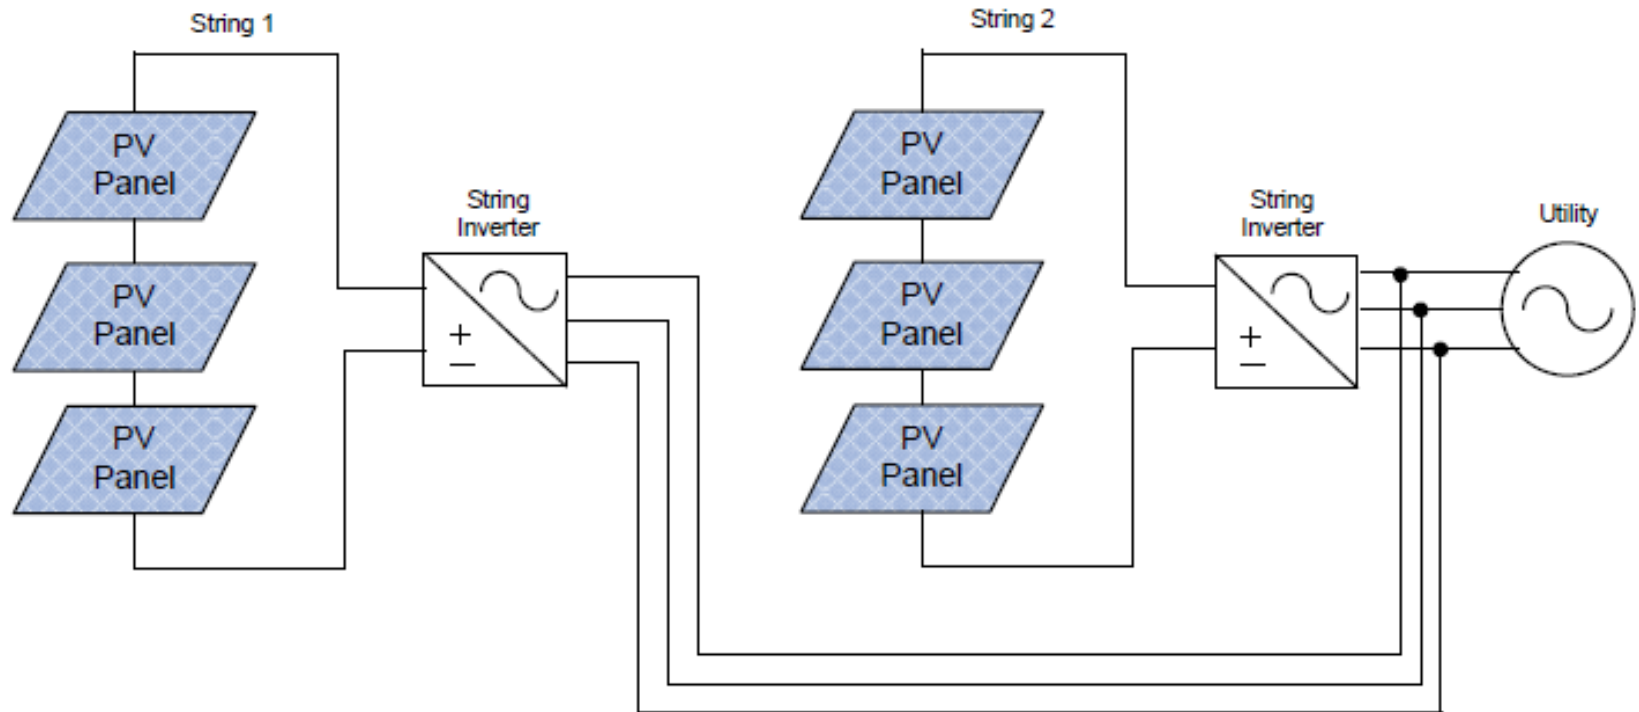 String 1
String 2
PV
Panel
PV
Panel
String
Inverter
String
Inverter
Utility
PV
Panel
PV
Panel
+
−
+
−
PV
Panel
PV
Panel